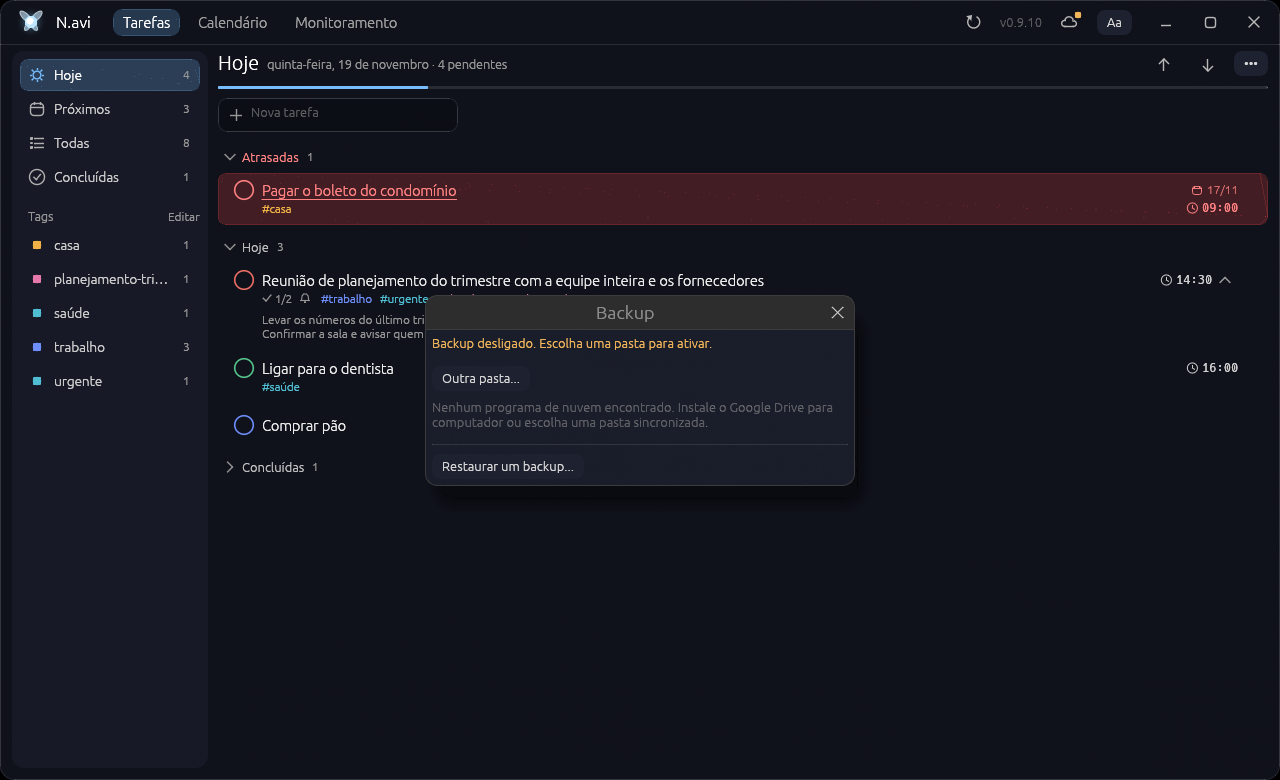 N.avi
Tarefas
Calendário
Monitoramento
v0.9.10
Aa
Hoje 4
Próximos 3
Todas 8
Concluídas 1
Tags Editar
casa 1
planejamento-tri... 1
saúde 1
trabalho 3
urgente 1
Hoje quinta-feira, 19 de novembro · 4 pendentes
Nova tarefa
Atrasadas 1
Pagar o boleto do condomínio 17/11
#casa 09:00
Hoje 3
Reunião de planejamento do trimestre com a equipe inteira e os fornecedores 14:30
1/2 #trabalho #urgente
Levar os números do último tri
Confirmar a sala e avisar quem
Ligar para o dentista 16:00
#saúde
Comprar pão
Concluídas 1
Backup
Backup desligado. Escolha uma pasta para ativar.
Outra pasta...
Nenhum programa de nuvem encontrado. Instale o Google Drive para
computador ou escolha uma pasta sincronizada.
Restaurar um backup...